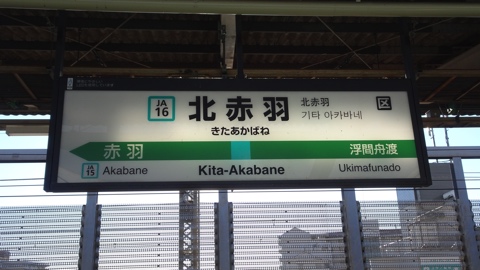 JA
16
北赤羽
きたあかばね
北赤羽
기타 아카바네
区
赤羽
浮間舟渡
JA
15
Akabane
Kita-Akabane
Ukimafunado